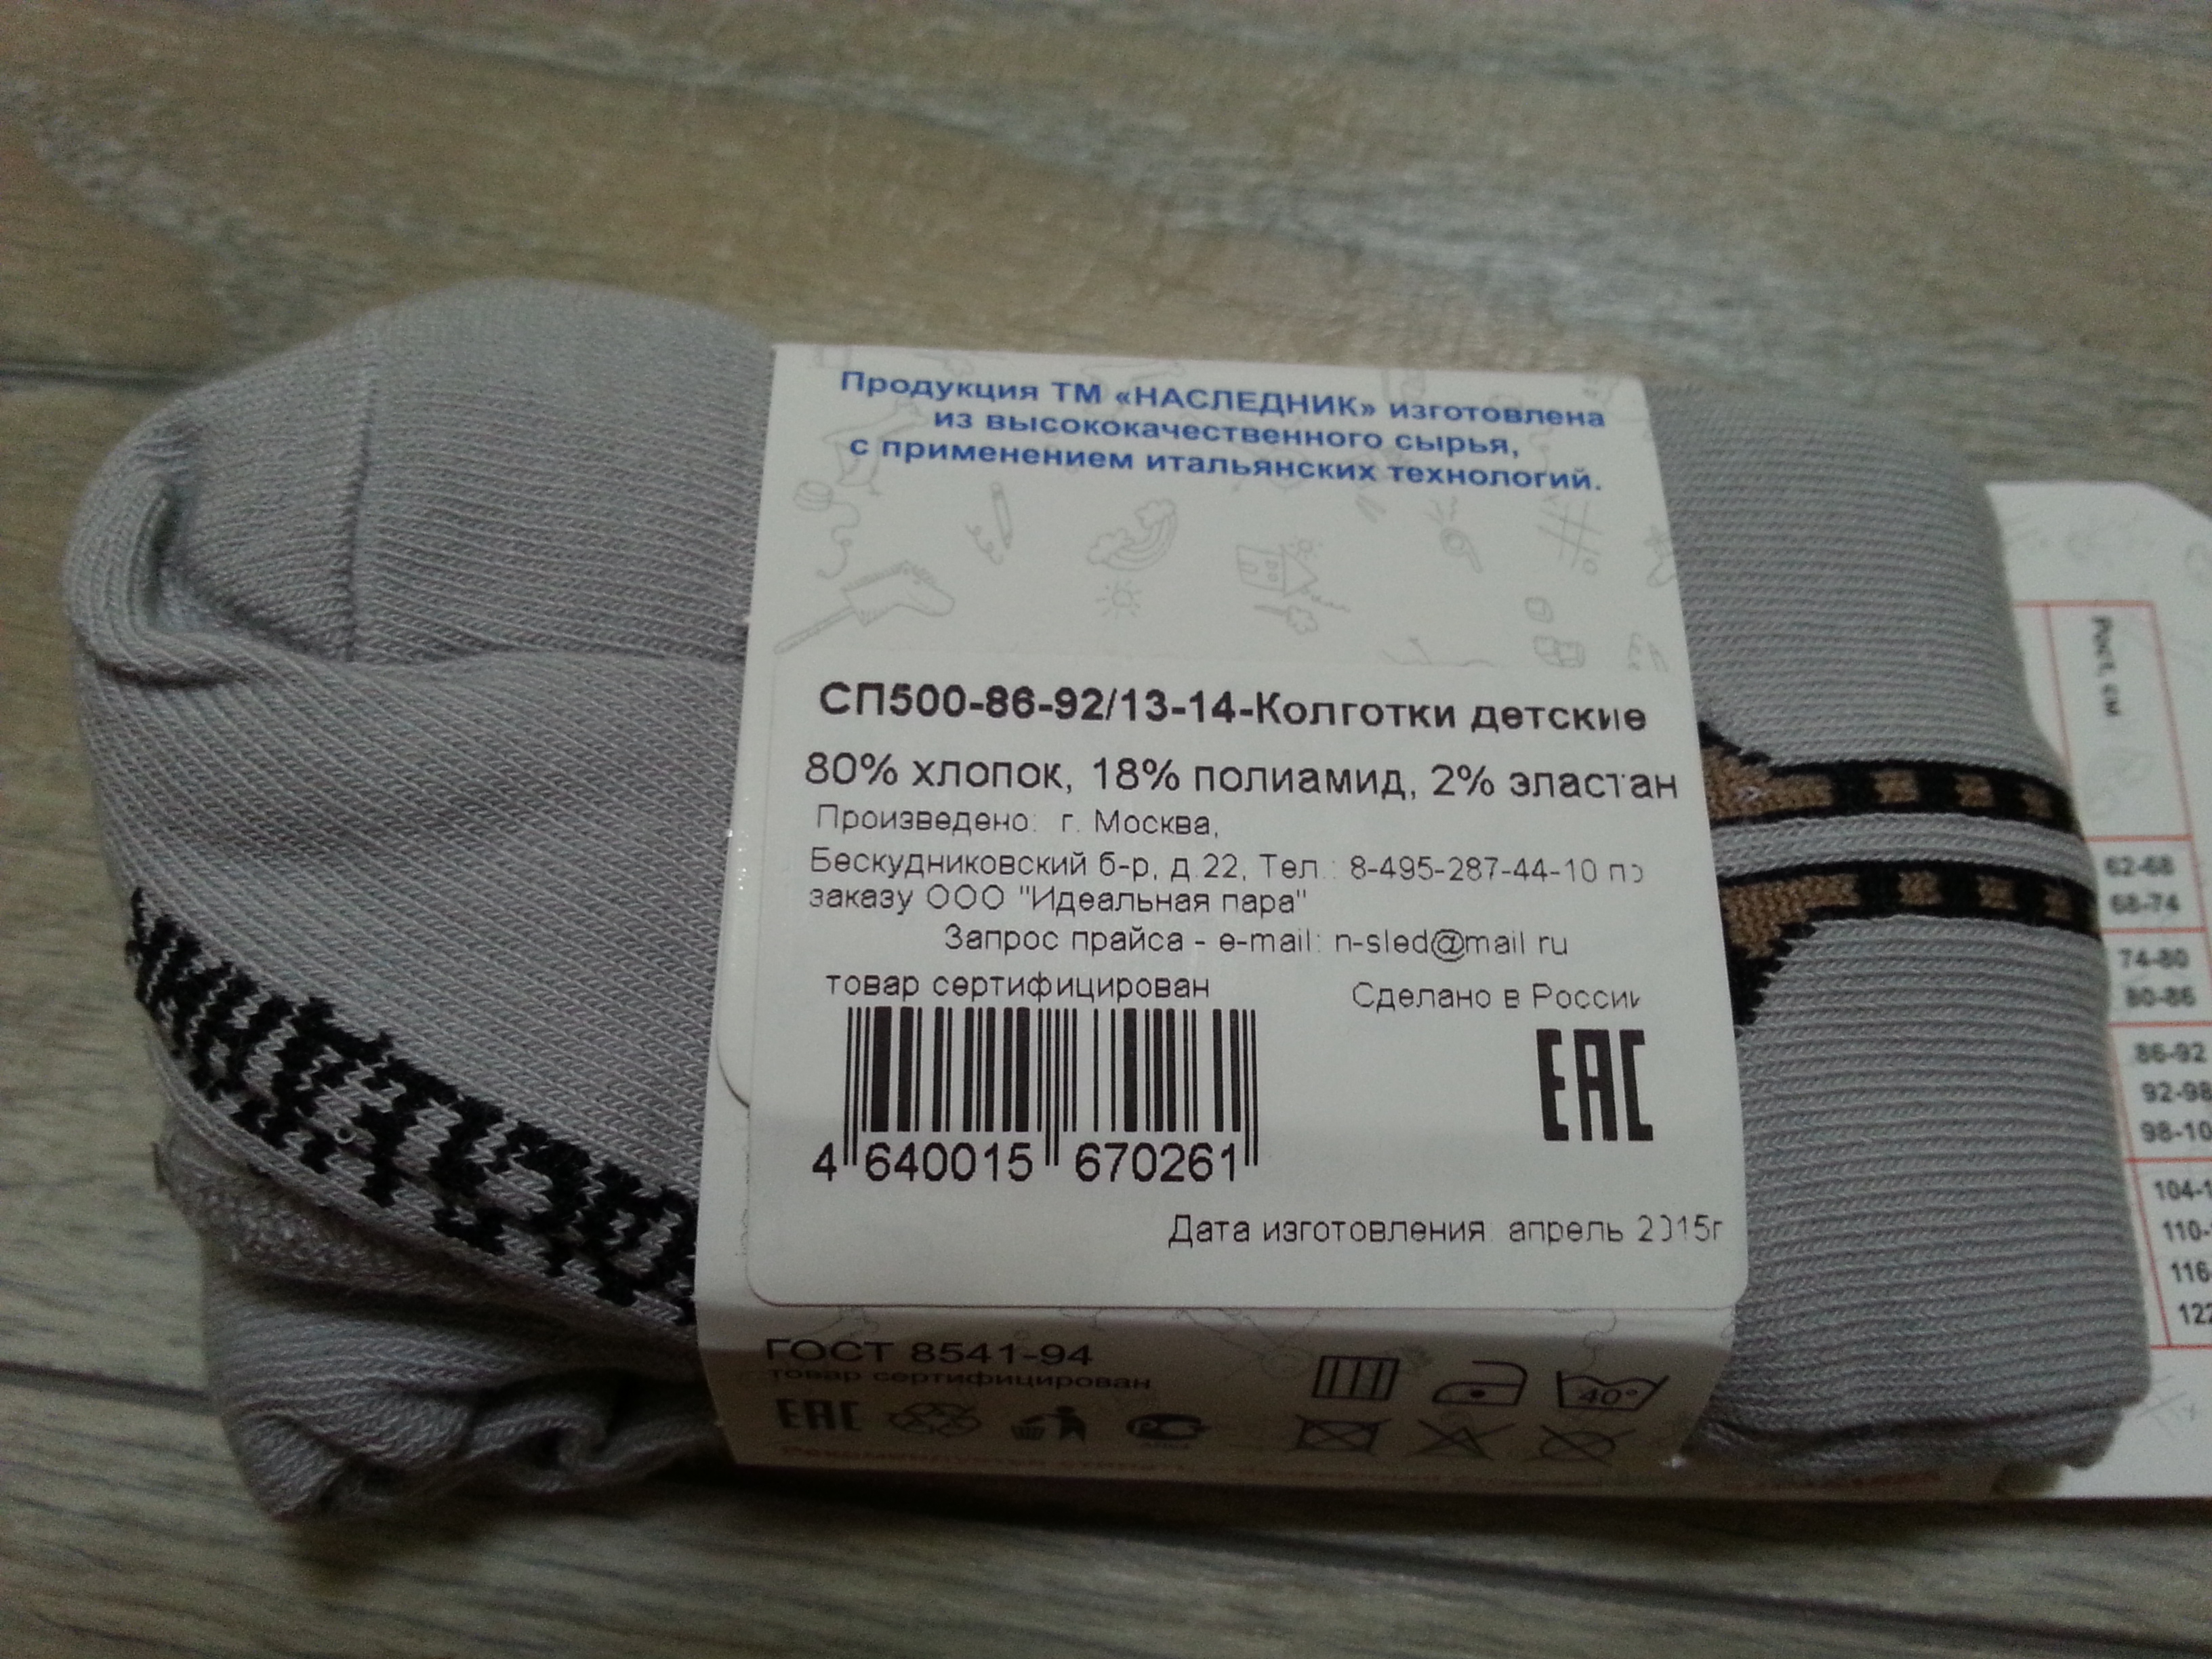 Продукция ТМ «НАСЛЕДНИК» изготовлена
из высококачественного сырья,
с применением итальянских технологий.
СП500-86-92/13-14-Колготки детские
80% хлопок, 18% полиамид, 2% эластан
Произведено: г. Москва,
Бескудниковский б-р, д.22, Тел.: 8-495-287-44-10 по
заказу ООО "Идеальная пара"
Запрос прайса - e-mail: n-sled@mail ru
товар сертифицирован
Сделано в России
EAC
4 640015 670261
Дата изготовления: апрель 2015г
ГОСТ 8541-94
товар сертифицирован
EAC
40°
Рост, см
62-68
68-74
74-80
80-86
86-92
92-98